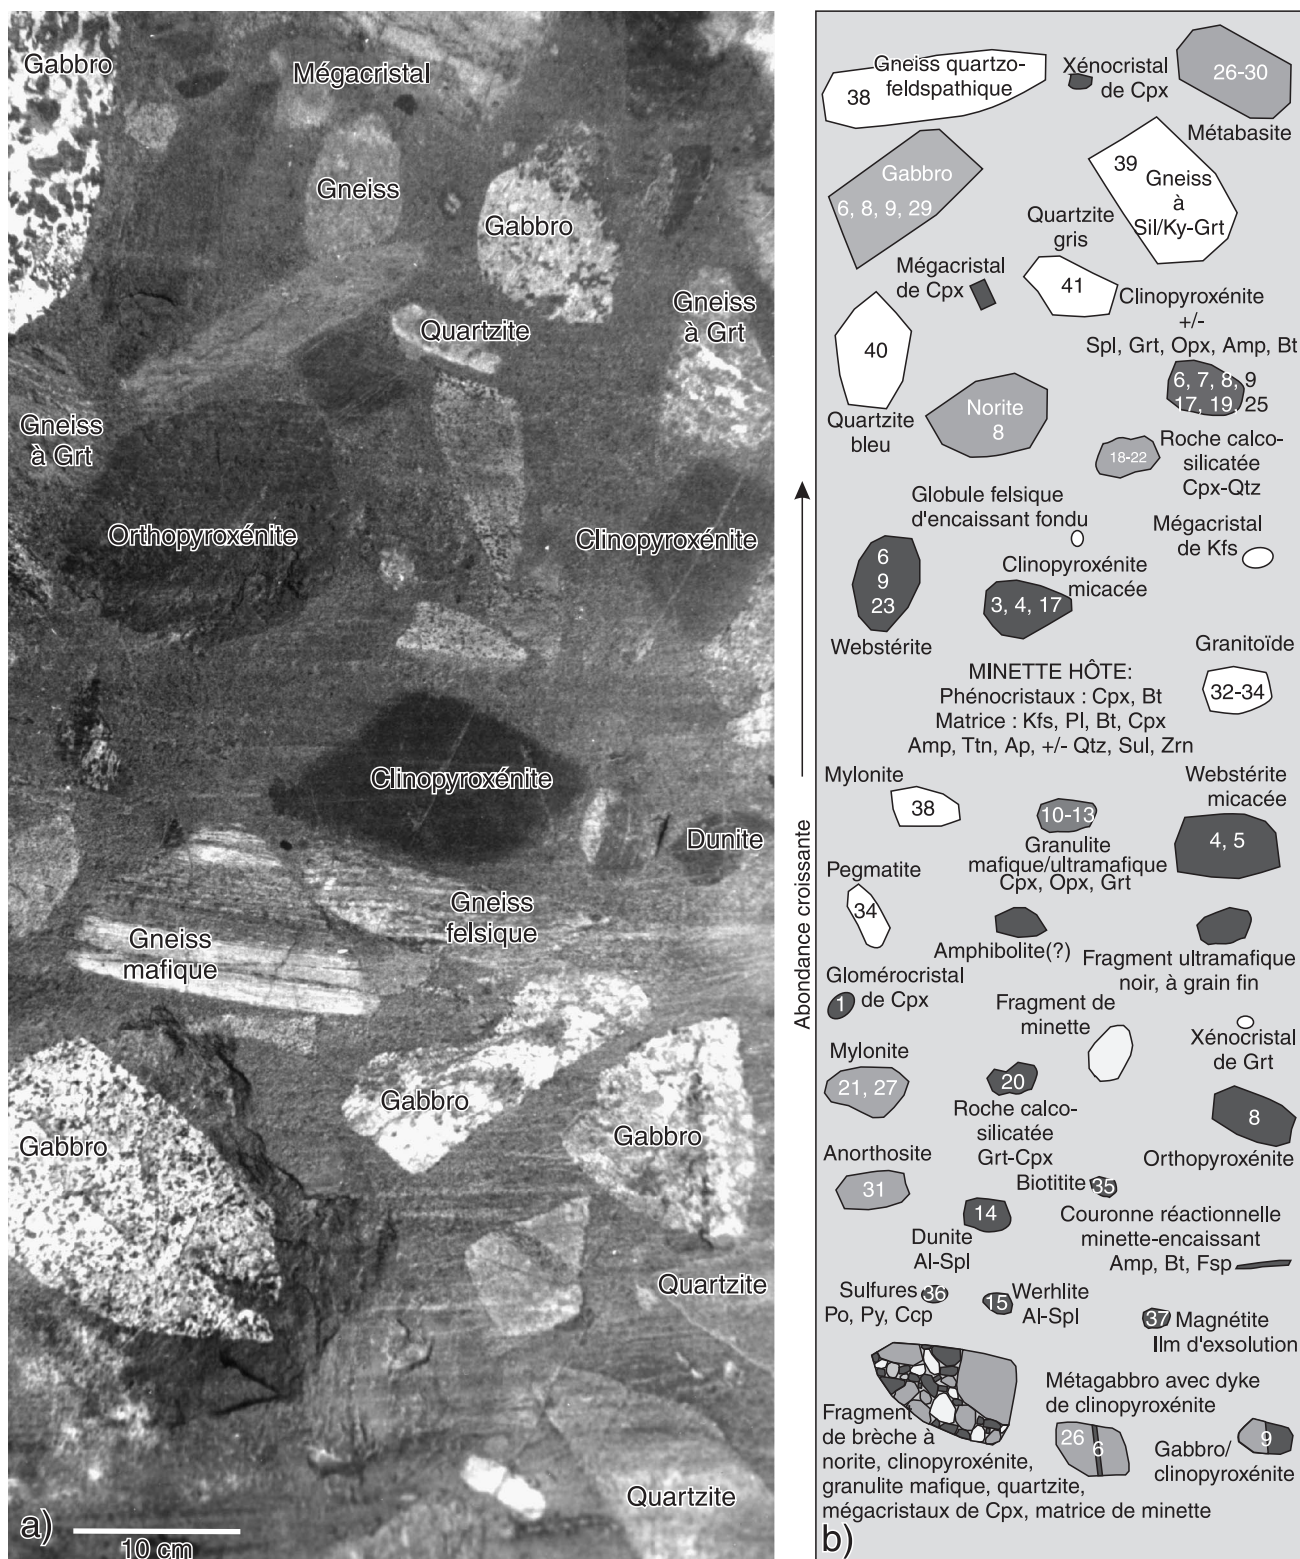 Gabbro
Mégacristal
Gneiss
Gabbro
Gneiss
à Grt
Quartzite
Gneiss
à Grt
Orthopyroxénite
Clinopyroxénite
Clinopyroxénite
Dunite
Gneiss
felsique
Gneiss
mafique
Gabbro
Gabbro
Gabbro
Quartzite
Quartzite
a)
10 cm
Abondance croissante
Gneiss quartzo-
feldspathique
38
Xénocristal
de Cpx
26-30
Métabasite
Gabbro
6, 8, 9, 29
39
Gneiss
à
Sil/Ky-Grt
Quartzite
gris
41
Mégacristal
de Cpx
Clinopyroxénite
+/-
Spl, Grt, Opx, Amp, Bt
6, 7, 8, 9
17, 19, 25
40
Quartzite
bleu
Norite
8
18-22
Roche calco-
silicatée
Cpx-Qtz
Globule felsique
d'encaissant fondu
Mégacristal
de Kfs
6
9
23
Webstérite
Clinopyroxénite
micacée
3, 4, 17
Granitoïde
32-34
MINETTE HÔTE:
Phénocristaux : Cpx, Bt
Matrice : Kfs, Pl, Bt, Cpx
Amp, Ttn, Ap, +/- Qtz, Sul, Zrn
Mylonite
38
10-13
Granulite
mafique/ultramafique
Cpx, Opx, Grt
Webstérite
micacée
4, 5
Pegmatite
34
Amphibolite(?)
Fragment ultramafique
noir, à grain fin
Glomérocristal
de Cpx
1
Fragment de
minette
Xénocristal
de Grt
Mylonite
21, 27
20
Roche calco-
silicatée
Grt-Cpx
8
Orthopyroxénite
Anorthosite
31
Biotitite
35
14
Dunite
Al-Spl
Couronne réactionnelle
minette-encaissant
Amp, Bt, Fsp
Sulfures
Po, Py, Ccp
36
15
Werhlite
Al-Spl
37
Magnétite
Ilm d'exsolution
Fragment
de brèche à
norite, clinopyroxénite,
granulite mafique, quartzite,
mégacristaux de Cpx, matrice de minette
Métagabbro avec dyke
de clinopyroxénite
26
6
Gabbro/
clinopyroxénite
9
b)